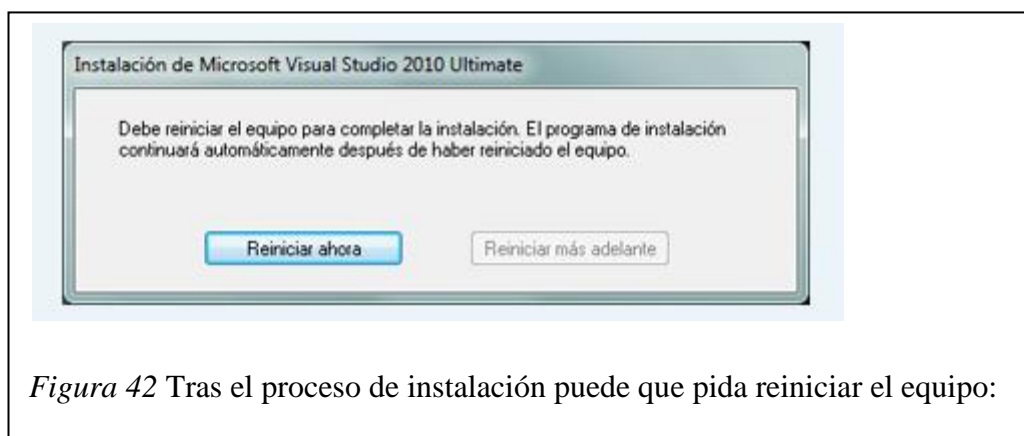 Instalación de Microsoft Visual Studio 2010 Ultimate
Debe reiniciar el equipo para completar la instalación. El programa de instalación
continuará automáticamente después de haber reiniciado el equipo.
Reiniciar ahora
Reiniciar más adelante
Figura 42 Tras el proceso de instalación puede que pida reiniciar el equipo: